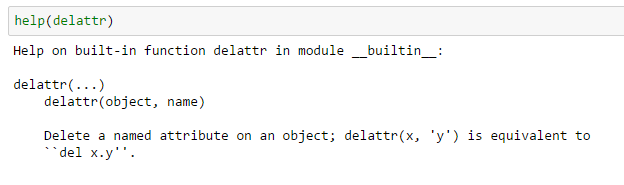 help(delattr)
Help on built-in function delattr in module __builtin__:
delattr(...)
delattr(object, name)
Delete a named attribute on an object; delattr(x, 'y') is equivalent to
``del x.y''.